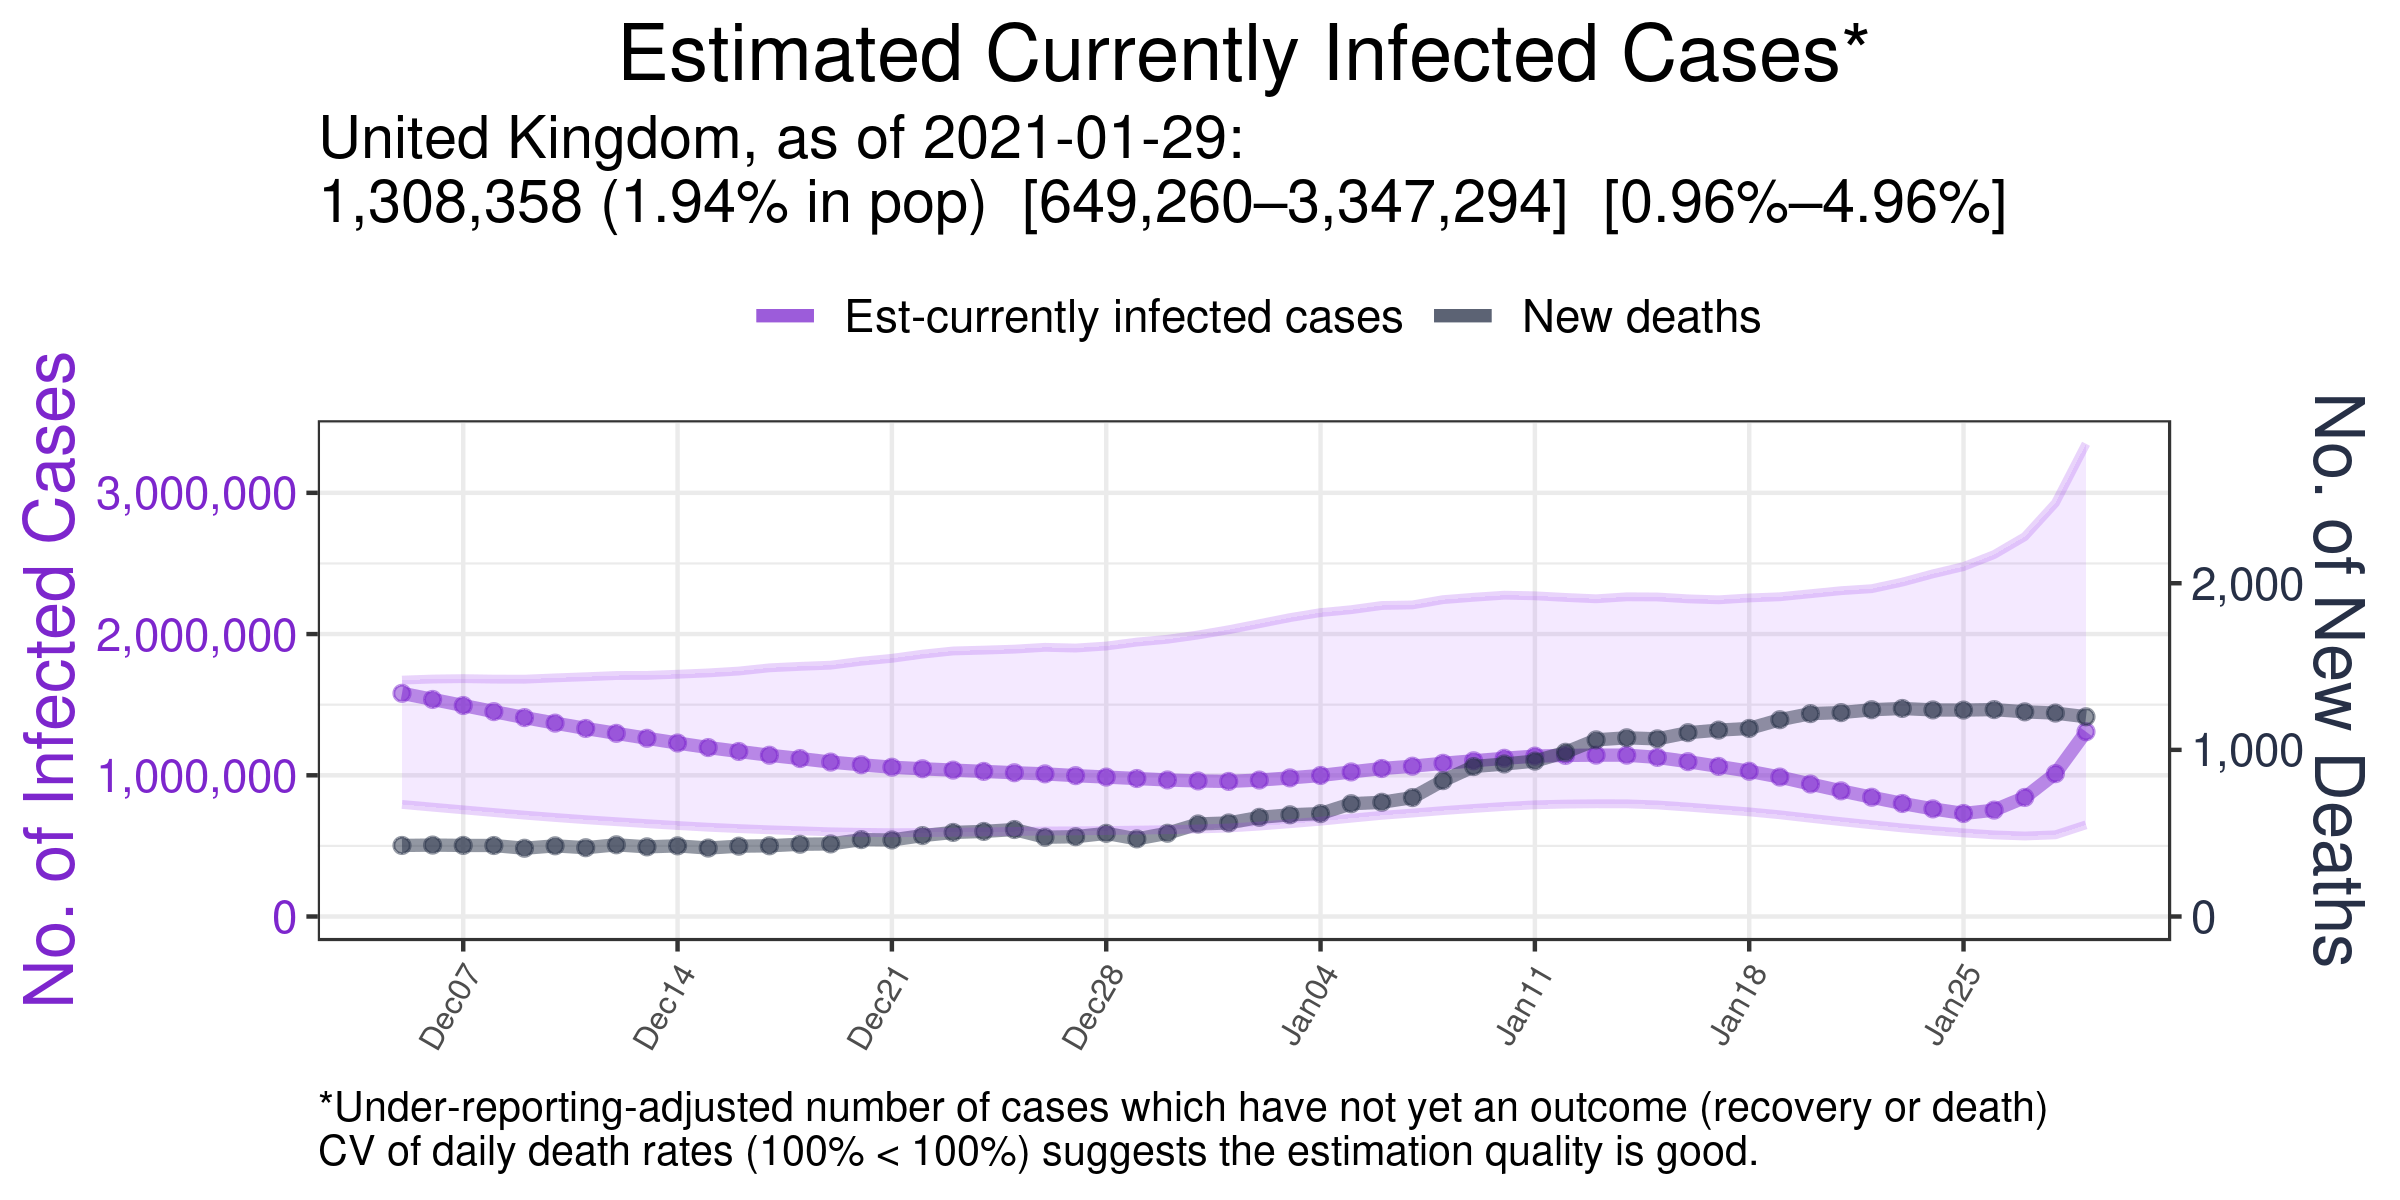 Estimated Currently Infected Cases*
United Kingdom, as of 2021-01-29:
1,308,358 (1.94% in pop) [649,260–3,347,294] [0.96%–4.96%]
Est-currently infected cases
New deaths
No. of Infected Cases
3,000,000
2,000,000
1,000,000
0
No. of New Deaths
2,000
1,000
0
Dec07
Dec14
Dec21
Dec28
Jan04
Jan11
Jan18
Jan25
*Under-reporting-adjusted number of cases which have not yet an outcome (recovery or death)
CV of daily death rates (100% < 100%) suggests the estimation quality is good.